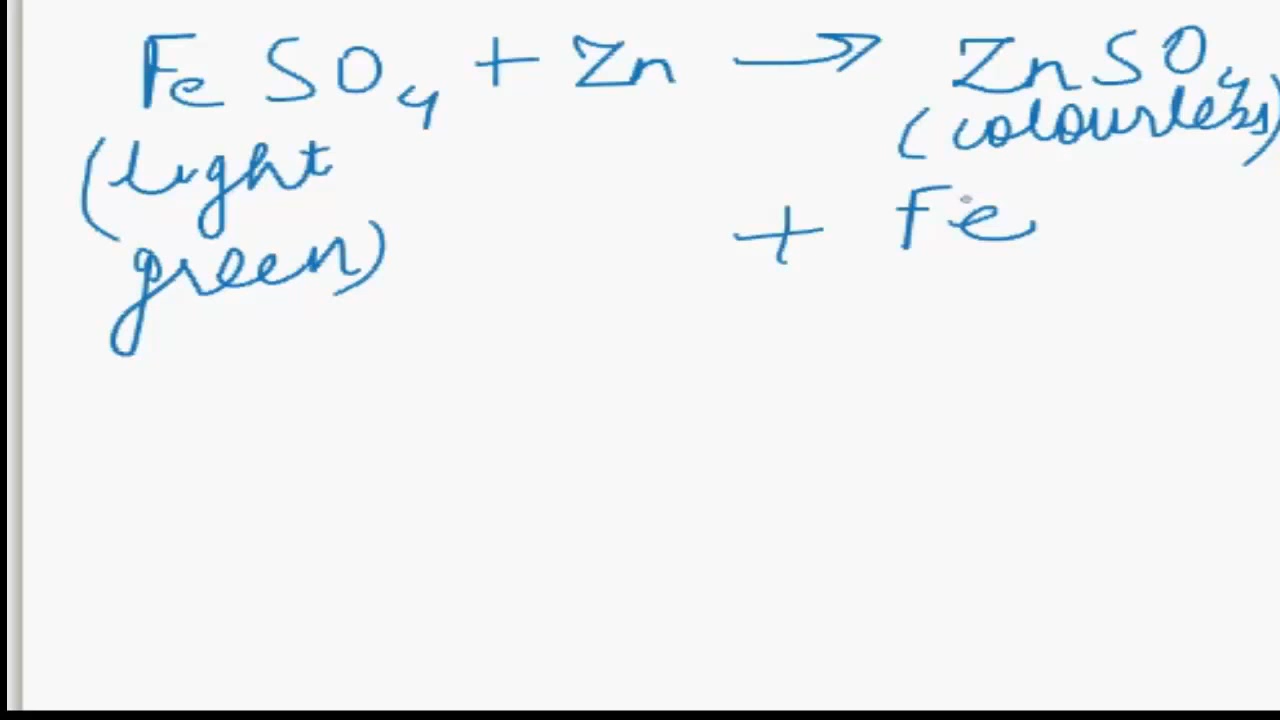 FeSO₄ + Zn → ZnSO₄
(light (colourless)
green) + Fe